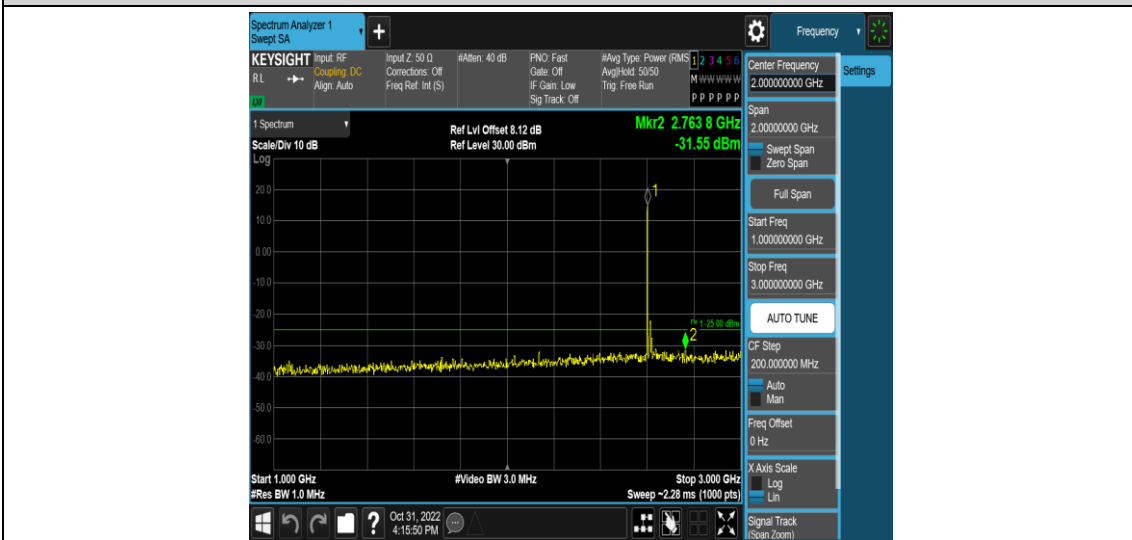 Spectrum Analyzer 1
Swept SA
+
Frequency
KEYSIGHT
RL
LXI
Input: RF
Coupling: DC
Align: Auto
Input Z: 50 Ω
Corrections: Off
Freq Ref: Int (S)
#Atten: 40 dB
PNO: Fast
Gate: Off
IF Gain: Low
Sig Track: Off
#Avg Type: Power (RMS
Avg|Hold: 50/50
Trig: Free Run
1 2 3 4 5 6
M W W W W W
P P P P P P
1 Spectrum
Scale/Div 10 dB
Log
Ref Lvl Offset 8.12 dB
Ref Level 30.00 dBm
Mkr2 2.763 8 GHz
-31.55 dBm
20.0
10.0
0.00
-10.0
-20.0
-30.0
-40.0
-50.0
-60.0
1
1 -25.00 dBm
2
Start 1.000 GHz
#Res BW 1.0 MHz
#Video BW 3.0 MHz
Stop 3.000 GHz
Sweep ~2.28 ms (1000 pts)
Center Frequency
2.000000000 GHz
Settings
Span
2.00000000 GHz
Swept Span
Zero Span
Full Span
Start Freq
1.000000000 GHz
Stop Freq
3.000000000 GHz
AUTO TUNE
CF Step
200.000000 MHz
Auto
Man
Freq Offset
0 Hz
X Axis Scale
Log
Lin
Signal Track
(Span Zoom)
?
Oct 31, 2022
4:15:50 PM